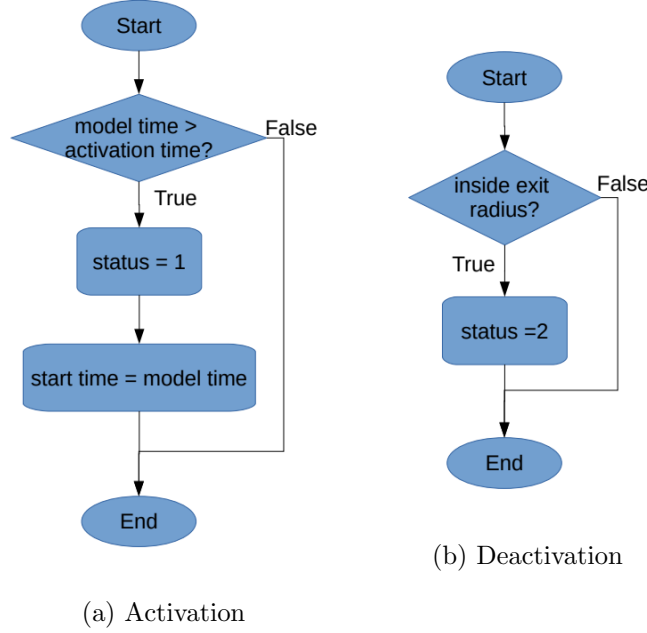 Start
model time >
activation time?
False
True
status = 1
start time = model time
End
(a) Activation
Start
inside exit
radius?
False
True
status =2
End
(b) Deactivation